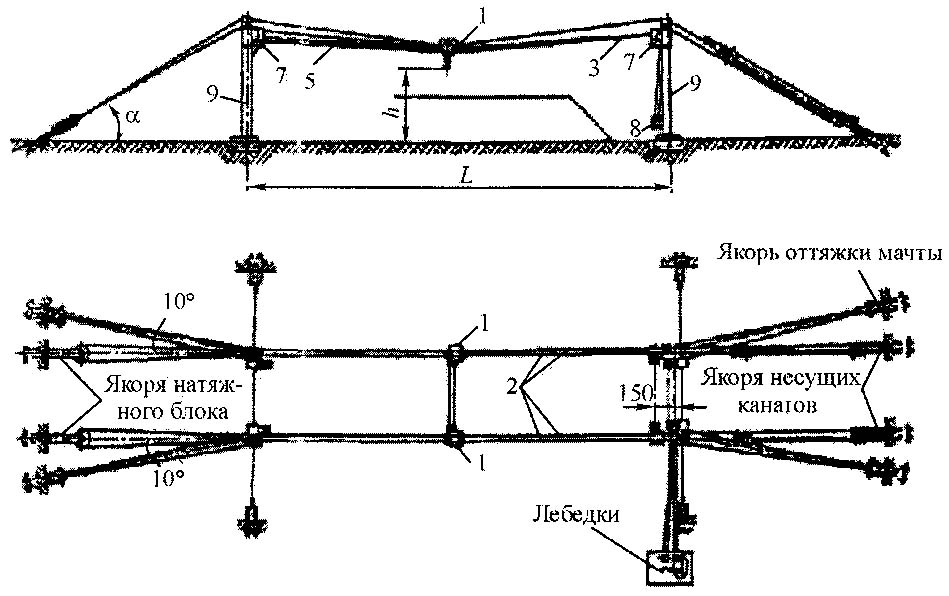 1
7
5
3
7
9
9
α
h
8
L
Якорь оттяжки мачты
10°
1
Якоря натяж-
ного блока
2
150
Якоря несущих
канатов
10°
1
Лебедки